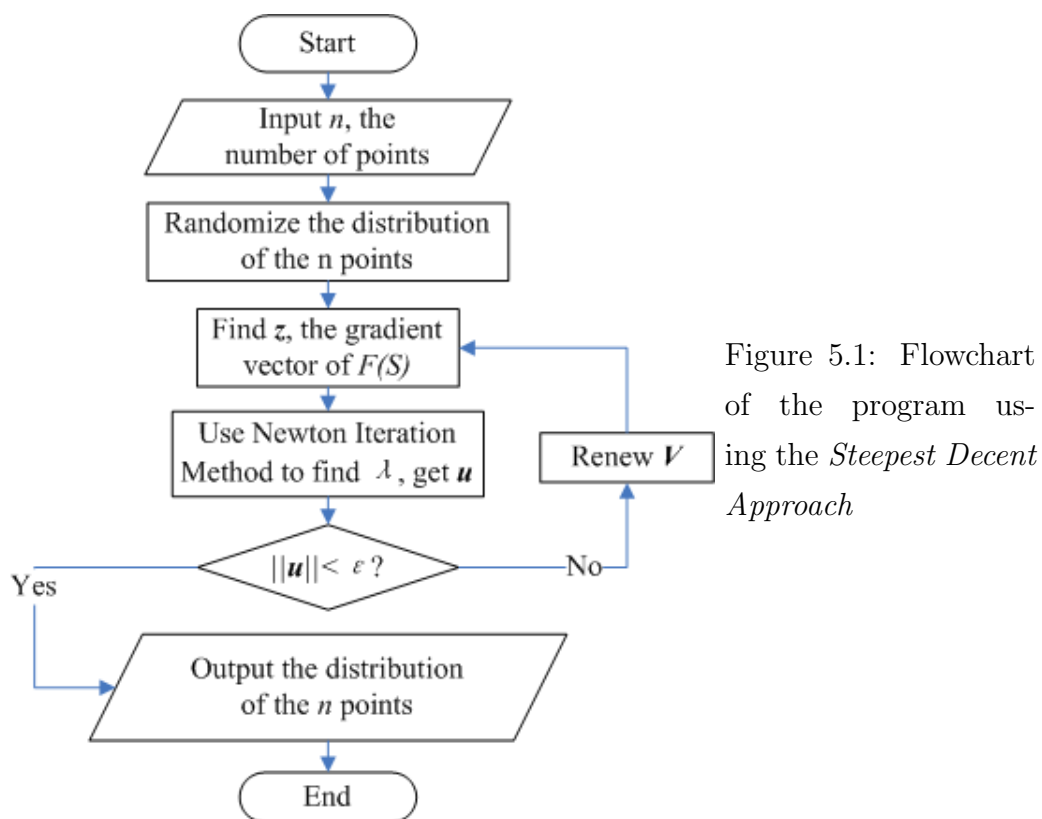 Start
Input n, the
number of points
Randomize the distribution
of the n points
Find z, the gradient
vector of F(S)
Use Newton Iteration
Method to find λ, get u
Renew V
||u||< ε?
Yes
No
Output the distribution
of the n points
End
Figure 5.1: Flowchart
of the program us-
ing the Steepest Decent
Approach